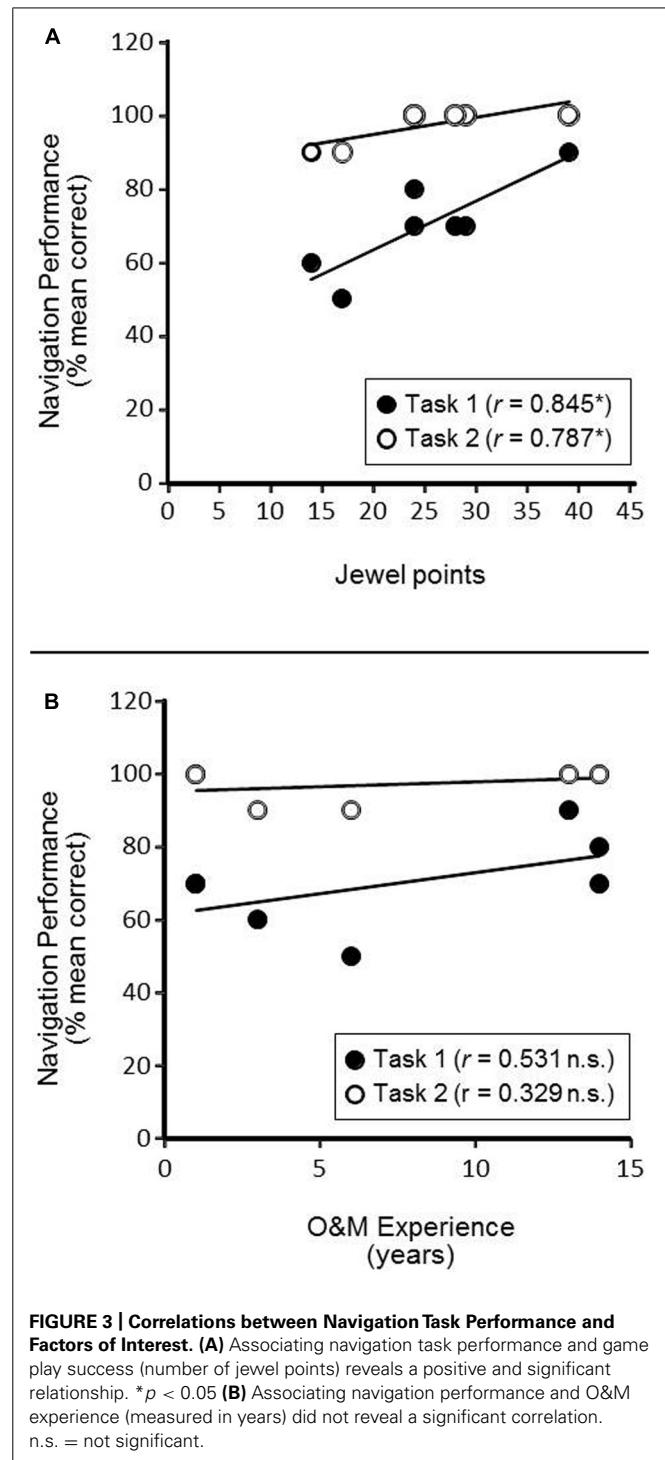 A
120
100
80
60
40
20
0
Navigation Performance
(% mean correct)
● Task 1 (r = 0.845*)
○ Task 2 (r = 0.787*)
0 5 10 15 20 25 30 35 40 45
Jewel points
B
120
100
80
60
40
20
0
Navigation Performance
(% mean correct)
● Task 1 (r = 0.531 n.s.)
○ Task 2 (r = 0.329 n.s.)
0 5 10 15
O&M Experience
(years)
FIGURE 3 | Correlations between Navigation Task Performance and
Factors of Interest. (A) Associating navigation task performance and game
play success (number of jewel points) reveals a positive and significant
relationship. *p < 0.05 (B) Associating navigation performance and O&M
experience (measured in years) did not reveal a significant correlation.
n.s. = not significant.